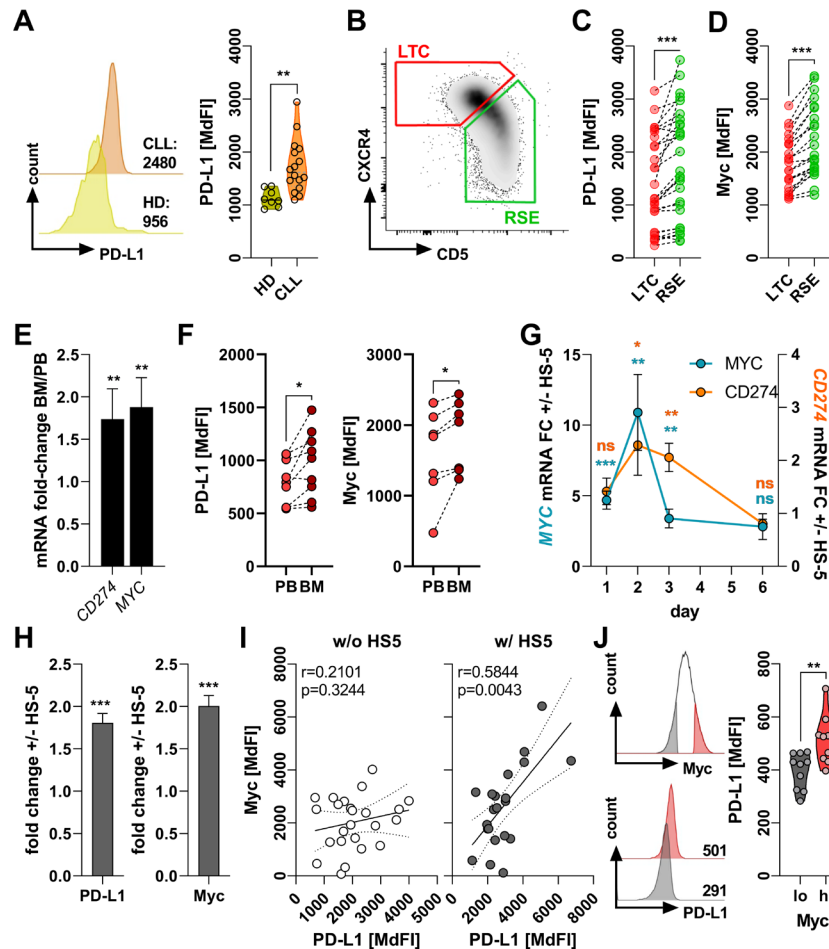 A
count
CLL:
2480
HD:
956
PD-L1
PD-L1 [MdFI]
4000
3000
2000
1000
0
**
HD
CLL
B
LTC
RSE
CXCR4
CD5
C
PD-L1 [MdFI]
4000
3000
2000
1000
0
***
LTC
RSE
D
Myc [MdFI]
4000
3000
2000
1000
0
***
LTC
RSE
E
mRNA fold-change BM/PB
2.5
2.0
1.5
1.0
0.5
0.0
** **
CD274
MYC
F
PD-L1 [MdFI]
2000
1500
1000
500
0
*
PB BM
Myc [MdFI]
3000
2000
1000
0
*
PB BM
G
MYC mRNA FC +/- HS-5
15
10
5
0
MYC
CD274
ns
***
*
**
**
**
ns
ns
1 2 3 4 5 6
day
4
3
2
1
0
CD274
mRNA FC +/- HS-5
H
fold change +/- HS-5
2.5
2.0
1.5
1.0
0.5
0.0
***
PD-L1
fold change +/- HS-5
2.5
2.0
1.5
1.0
0.5
0.0
***
Myc
I
w/o HS5
r=0.2101
p=0.3244
Myc [MdFI]
8000
6000
4000
2000
0
0 1000 2000 3000 4000 5000
PD-L1 [MdFI]
w/ HS5
r=0.5844
p=0.0043
0 2000 4000 6000 8000
PD-L1 [MdFI]
J
count
Myc
count
501
291
PD-L1
PD-L1 [MdFI]
800
600
400
200
0
**
lo
Myc